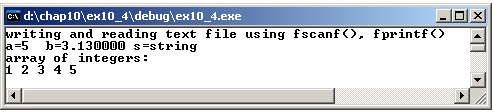 d:\chap10\ex10_4\debug\ex10_4.exe
writing and reading text file using fscanf(), fprintf()
a=5  b=3.130000 s=string
array of integers:
1 2 3 4 5